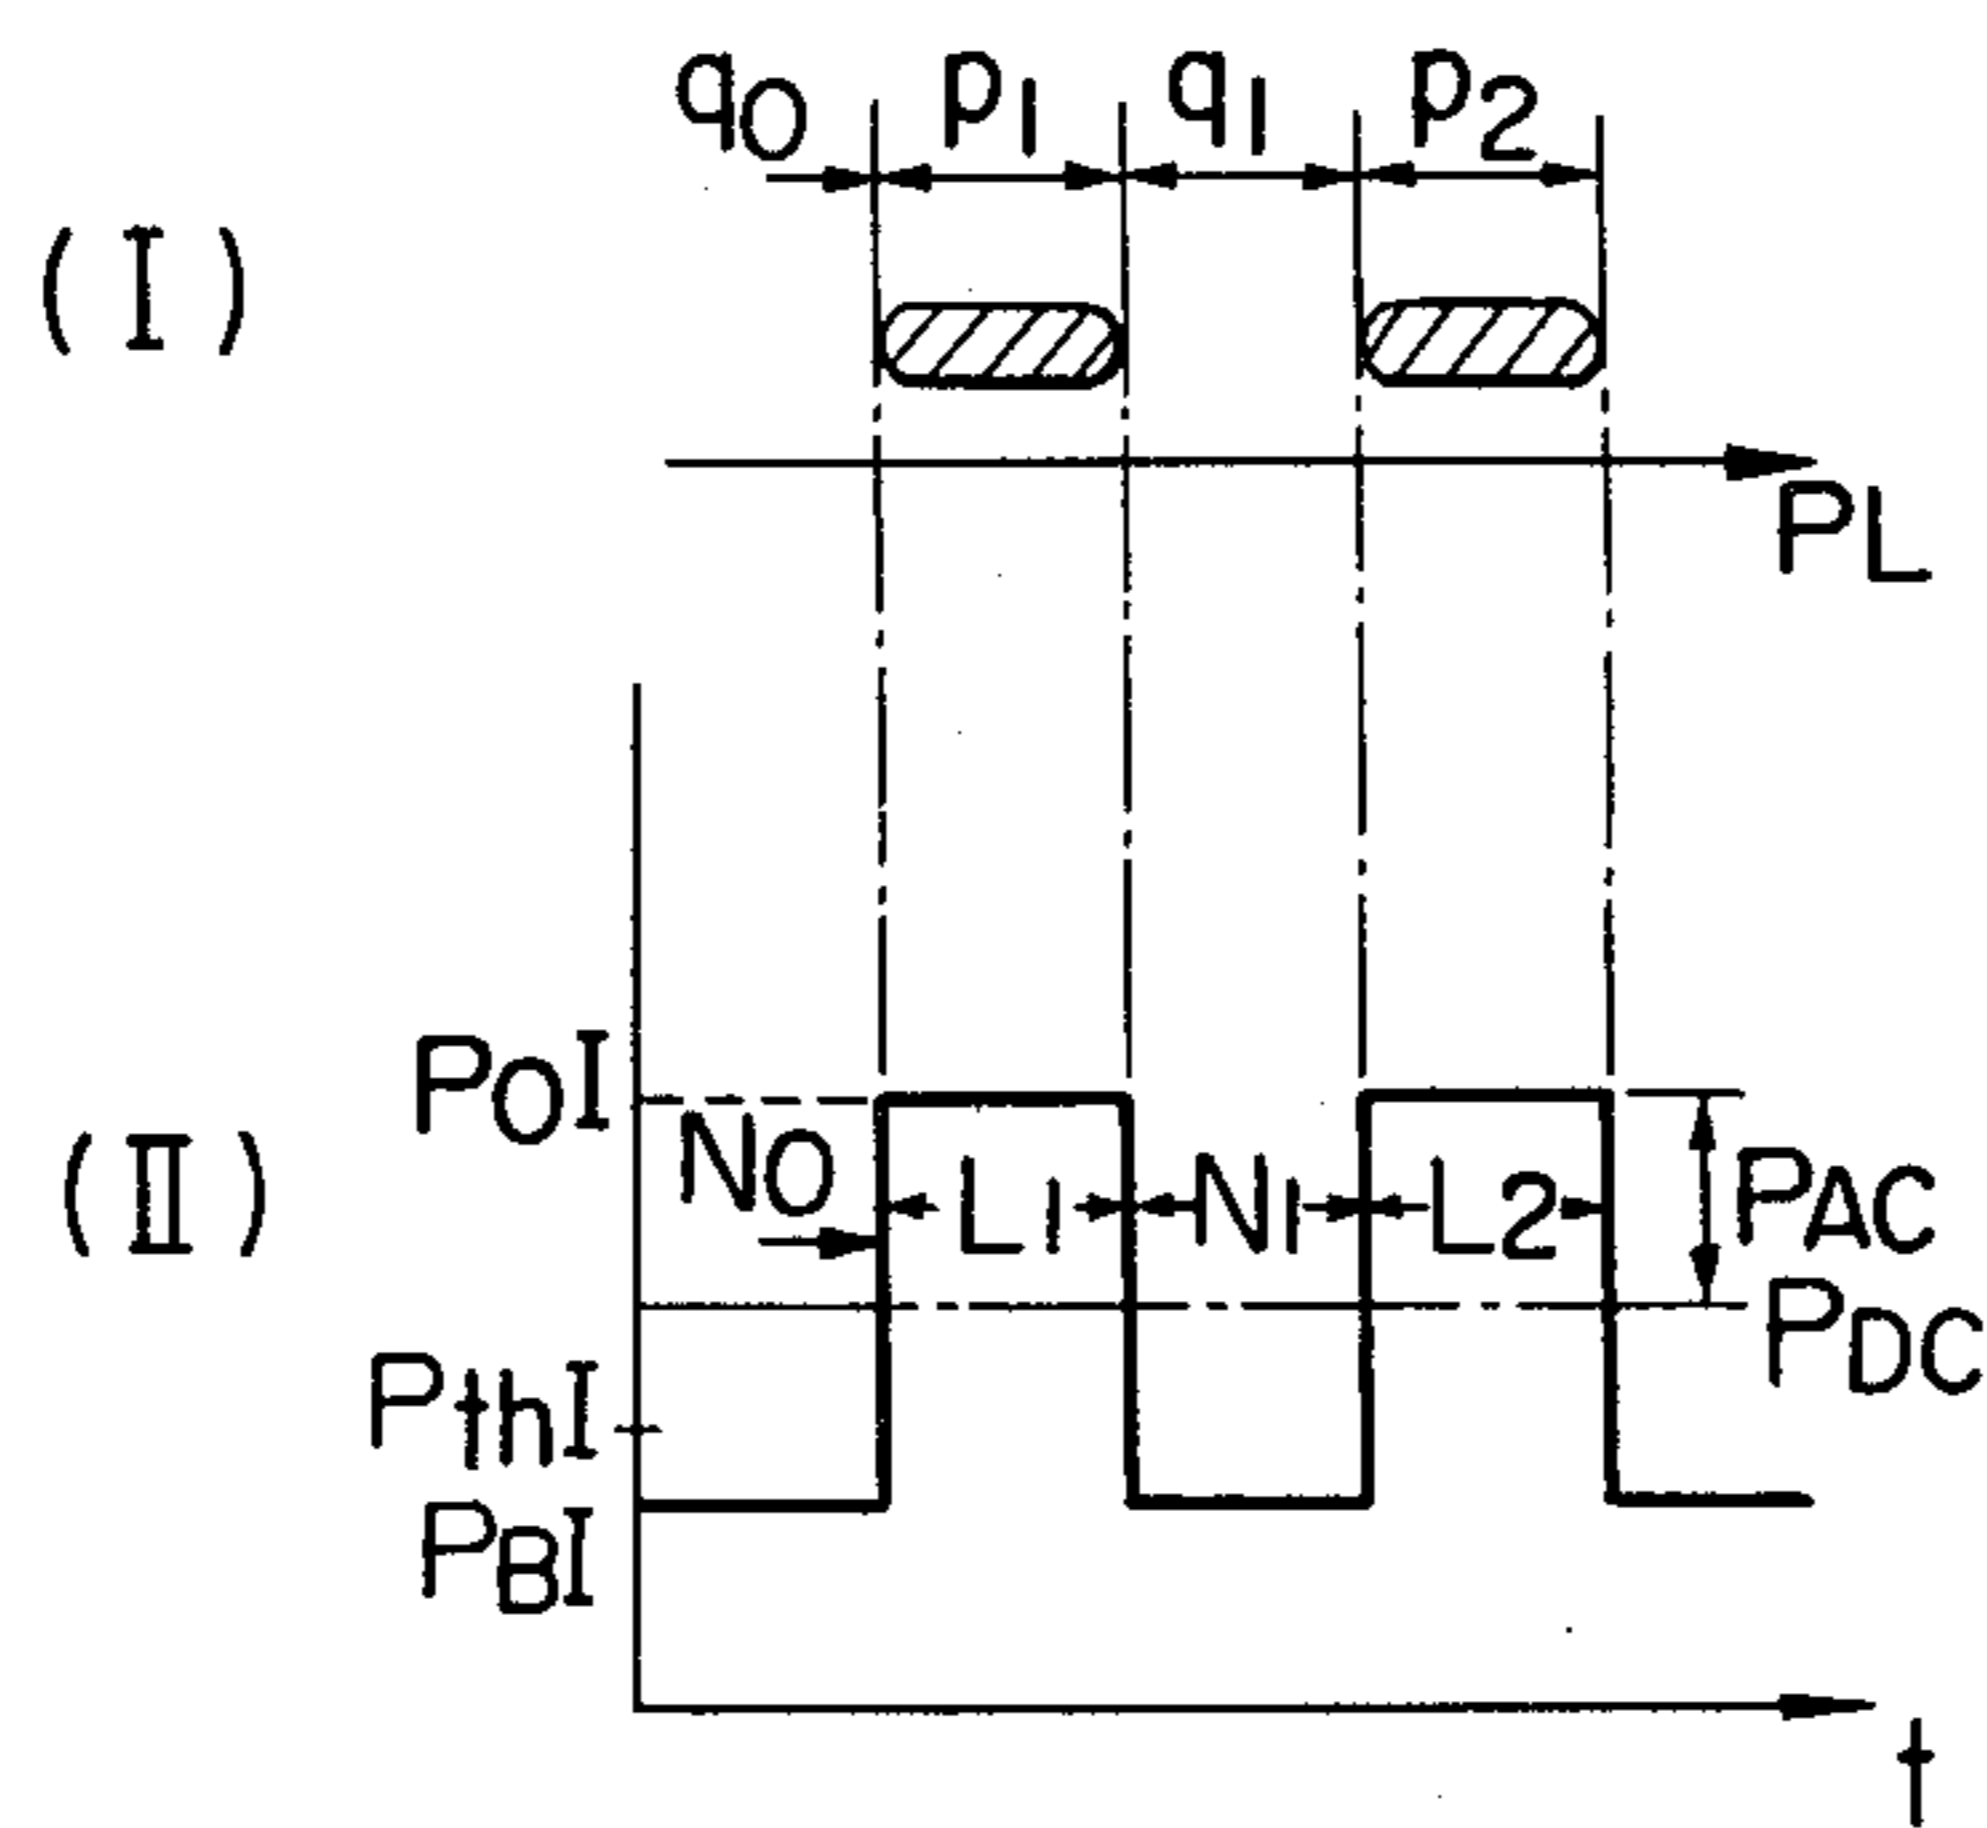 q0 p1 q1 p2
(I)
PL
P0I
(II)
N0 L1 N1 L2
PAC
PDC
PthI
PBI
t